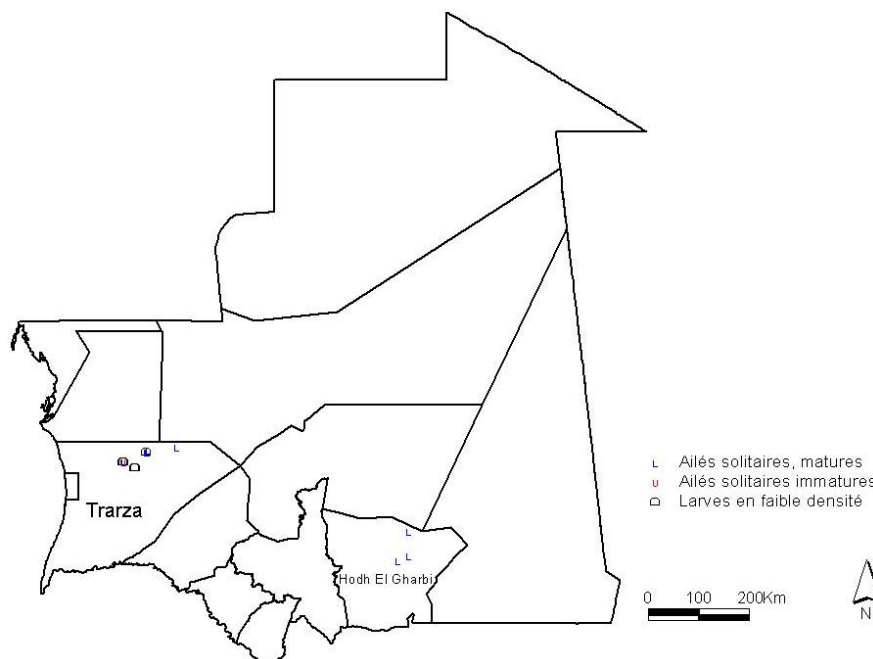 Trarza
Hodh El Gharbi
L Ailés solitaires, matures
U Ailés solitaires immatures
Larves en faible densité
0 100 200Km
N